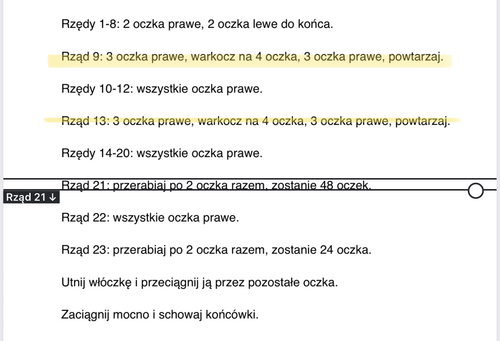 Rzędy 1-8: 2 oczka prawe, 2 oczka lewe do końca.
Rząd 9: 3 oczka prawe, warkocz na 4 oczka, 3 oczka prawe, powtarzaj.
Rzędy 10-12: wszystkie oczka prawe.
Rząd 13: 3 oczka prawe, warkocz na 4 oczka, 3 oczka prawe, powtarzaj.
Rzędy 14-20: wszystkie oczka prawe.
Rząd 21: przerabiaj po 2 oczka razem, zostanie 48 oczek.
Rząd 21 ↓
Rząd 22: wszystkie oczka prawe.
Rząd 23: przerabiaj po 2 oczka razem, zostanie 24 oczka.
Utnij włóczkę i przeciągnij ją przez pozostałe oczka.
Zaciągnij mocno i schowaj końcówki.